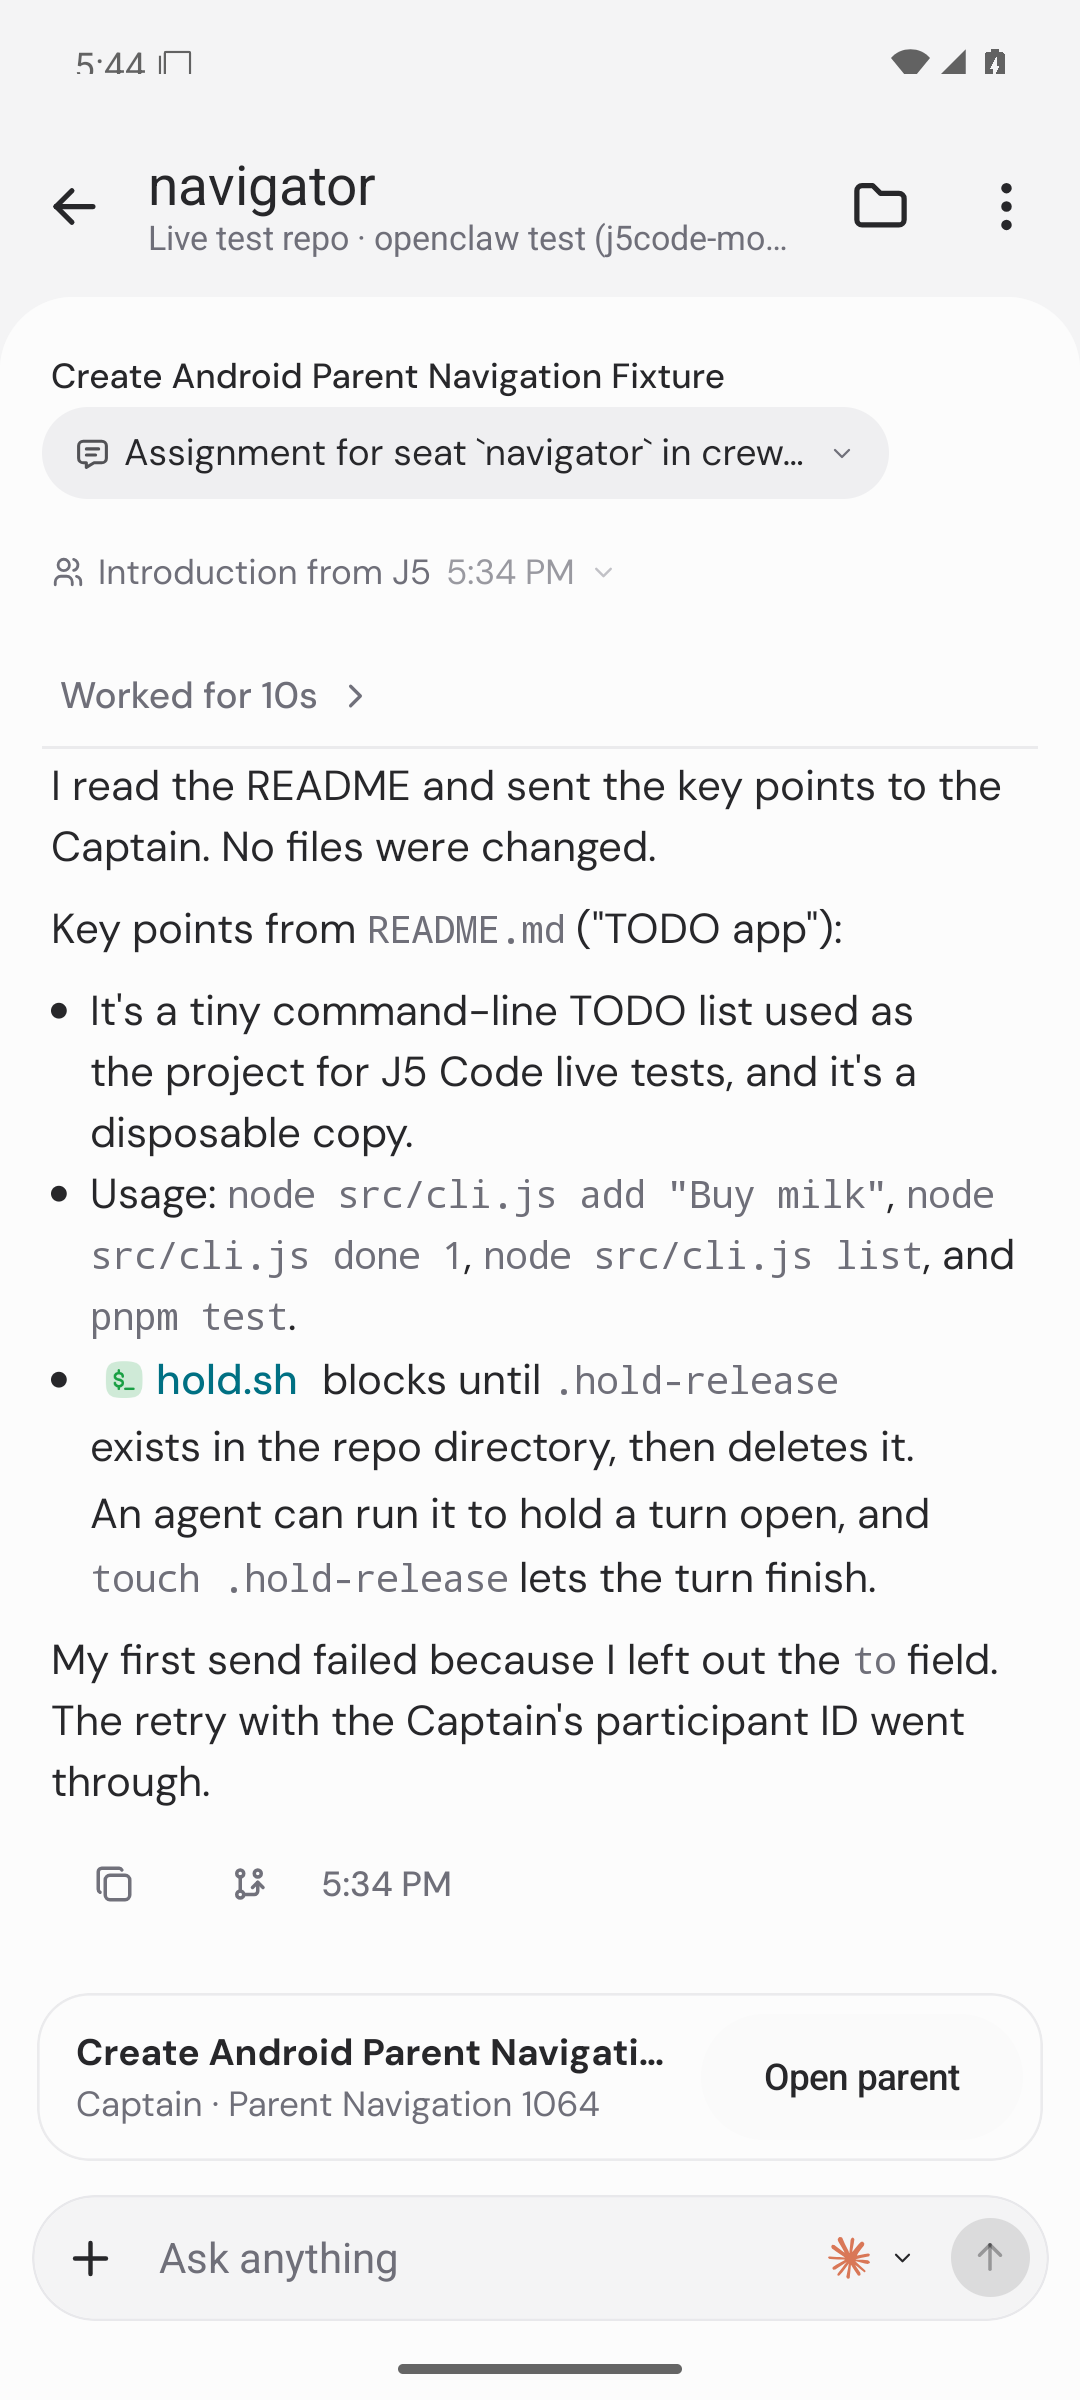 5:44
navigator
Live test repo · openclaw test (j5code-mo...
Create Android Parent Navigation Fixture
Assignment for seat `navigator` in crew...
Introduction from J5 5:34 PM
Worked for 10s
I read the README and sent the key points to the
Captain. No files were changed.
Key points from README.md ("TODO app"):
• It's a tiny command-line TODO list used as
the project for J5 Code live tests, and it's a
disposable copy.
• Usage: node src/cli.js add "Buy milk", node
src/cli.js done 1, node src/cli.js list, and
pnpm test.
• $_ hold.sh blocks until .hold-release
exists in the repo directory, then deletes it.
An agent can run it to hold a turn open, and
touch .hold-release lets the turn finish.
My first send failed because I left out the to field.
The retry with the Captain's participant ID went
through.
5:34 PM
Create Android Parent Navigati...
Captain · Parent Navigation 1064
Open parent
Ask anything